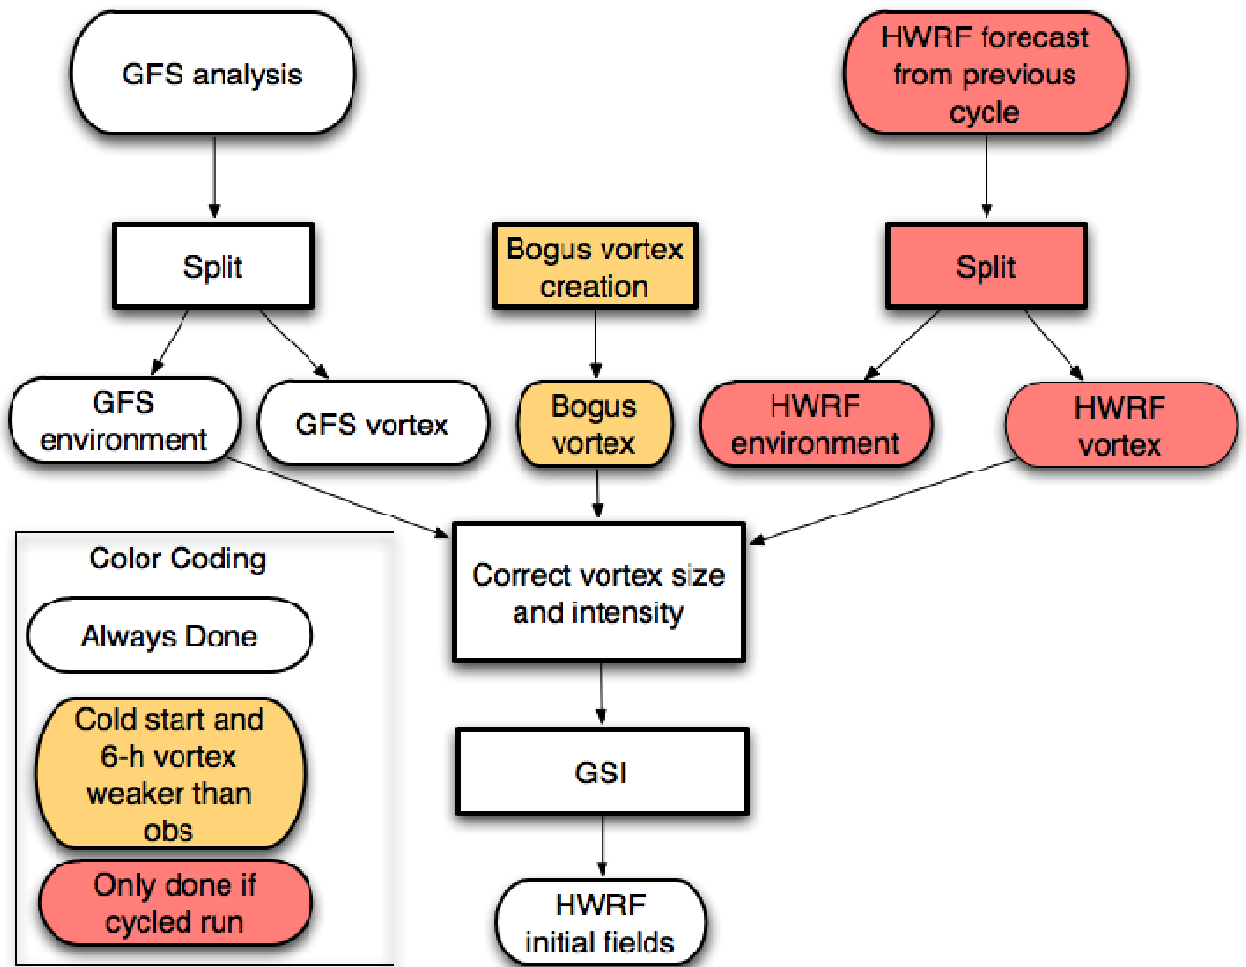 GFS analysis
HWRF forecast
from previous
cycle
Split
Bogus vortex
creation
Split
GFS
environment
GFS vortex
Bogus
vortex
HWRF
environment
HWRF
vortex
Correct vortex size
and intensity
GSI
HWRF
initial fields
Color Coding
Always Done
Cold start and
6-h vortex
weaker than
obs
Only done if
cycled run